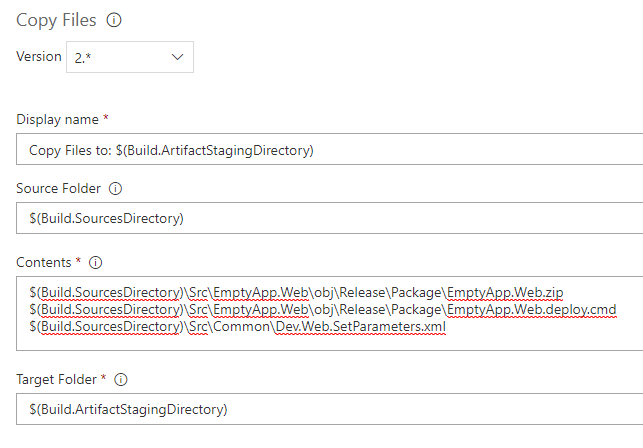 Copy Files
Version 2.*
Display name *
Copy Files to: $(Build.ArtifactStagingDirectory)
Source Folder
$(Build.SourcesDirectory)
Contents *
$(Build.SourcesDirectory)\Src\EmptyApp.Web\obj\Release\Package\EmptyApp.Web.zip
$(Build.SourcesDirectory)\Src\EmptyApp.Web\obj\Release\Package\EmptyApp.Web.deploy.cmd
$(Build.SourcesDirectory)\Src\Common\Dev.Web.SetParameters.xml
Target Folder *
$(Build.ArtifactStagingDirectory)